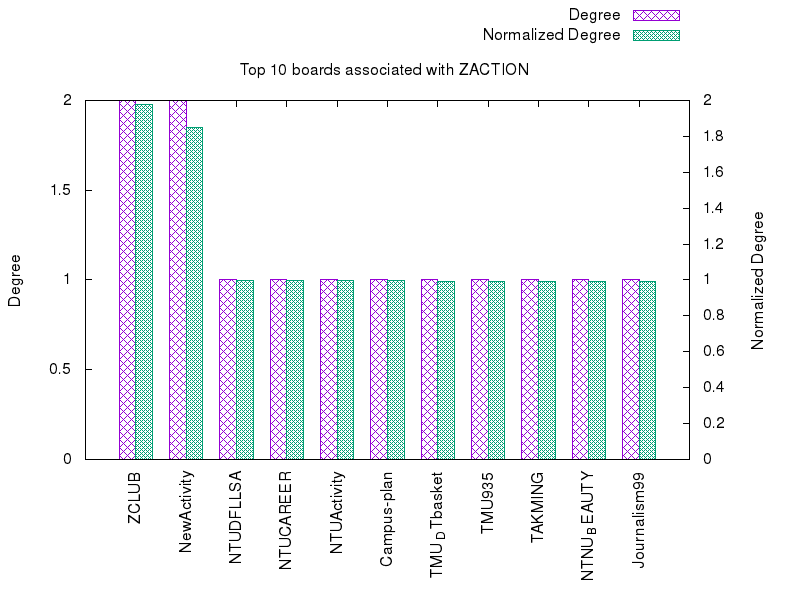 Degree
Normalized Degree
Top 10 boards associated with ZACTION
2
1.5
1
0.5
0
Degree
2
1.8
1.6
1.4
1.2
1
0.8
0.6
0.4
0.2
0
Normalized Degree
ZCLUB
NewActivity
NTUDFLLSA
NTUCAREER
NTUActivity
Campus-plan
TMU_DTbasket
TMU935
TAKMING
NTNU_BEAUTY
Journalism99